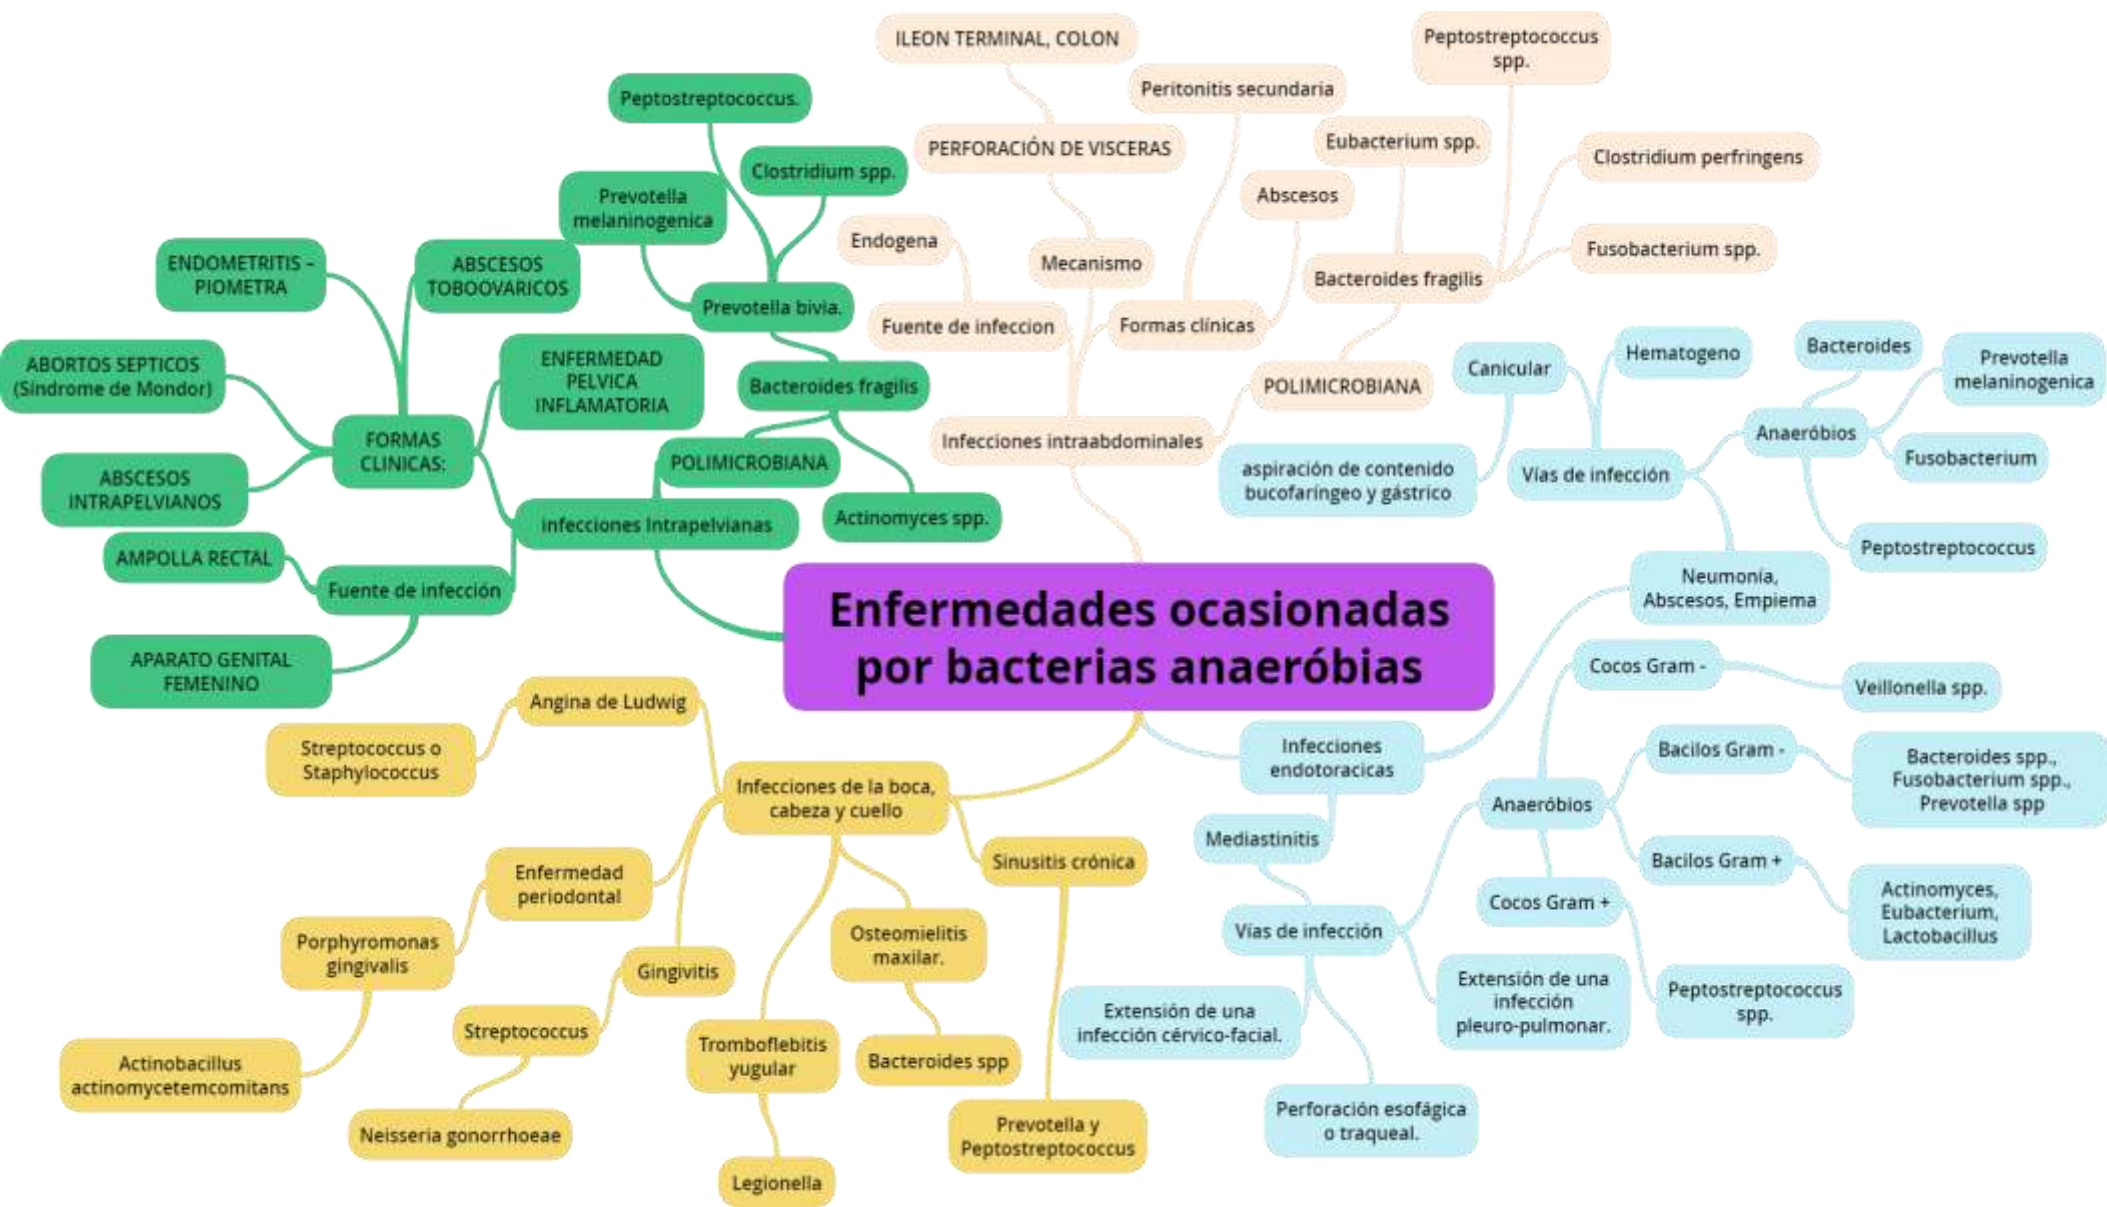 Enfermedades ocasionadas
por bacterias anaeróbias
infecciones Intrapelvianas
POLIMICROBIANA
Bacteroides fragilis
Actinomyces spp.
Prevotella bivia.
Prevotella
melaninogenica
Peptostreptococcus.
Clostridium spp.
FORMAS
CLINICAS:
ENDOMETRITIS –
PIOMETRA
ABSCESOS
TOBOOVARICOS
ABORTOS SEPTICOS
(Síndrome de Mondor)
ENFERMEDAD
PELVICA
INFLAMATORIA
ABSCESOS
INTRAPELVIANOS
Fuente de infección
AMPOLLA RECTAL
APARATO GENITAL
FEMENINO
Infecciones intraabdominales
Fuente de infeccion
Endogena
Mecanismo
PERFORACIÓN DE VISCERAS
ILEON TERMINAL, COLON
Formas clínicas
Peritonitis secundaria
Abscesos
POLIMICROBIANA
Bacteroides fragilis
Eubacterium spp.
Peptostreptococcus
spp.
Clostridium perfringens
Fusobacterium spp.
Infecciones
endotoracicas
Neumonía,
Abscesos, Empiema
Vías de infección
Canicular
aspiración de contenido
bucofaríngeo y gástrico
Hematogeno
Anaeróbios
Bacteroides
Prevotella
melaninogenica
Fusobacterium
Peptostreptococcus
Mediastinitis
Vías de infección
Extensión de una
infección cérvico-facial.
Perforación esofágica
o traqueal.
Extensión de una
infección
pleuro-pulmonar.
Anaeróbios
Cocos Gram -
Veillonella spp.
Bacilos Gram -
Bacteroides spp.,
Fusobacterium spp.,
Prevotella spp
Bacilos Gram +
Actinomyces,
Eubacterium,
Lactobacillus
Cocos Gram +
Peptostreptococcus
spp.
Infecciones de la boca,
cabeza y cuello
Angina de Ludwig
Streptococcus o
Staphylococcus
Enfermedad
periodontal
Porphyromonas
gingivalis
Actinobacillus
actinomycetemcomitans
Gingivitis
Streptococcus
Neisseria gonorrhoeae
Tromboflebitis
yugular
Legionella
Osteomielitis
maxilar.
Bacteroides spp
Sinusitis crónica
Prevotella y
Peptostreptococcus